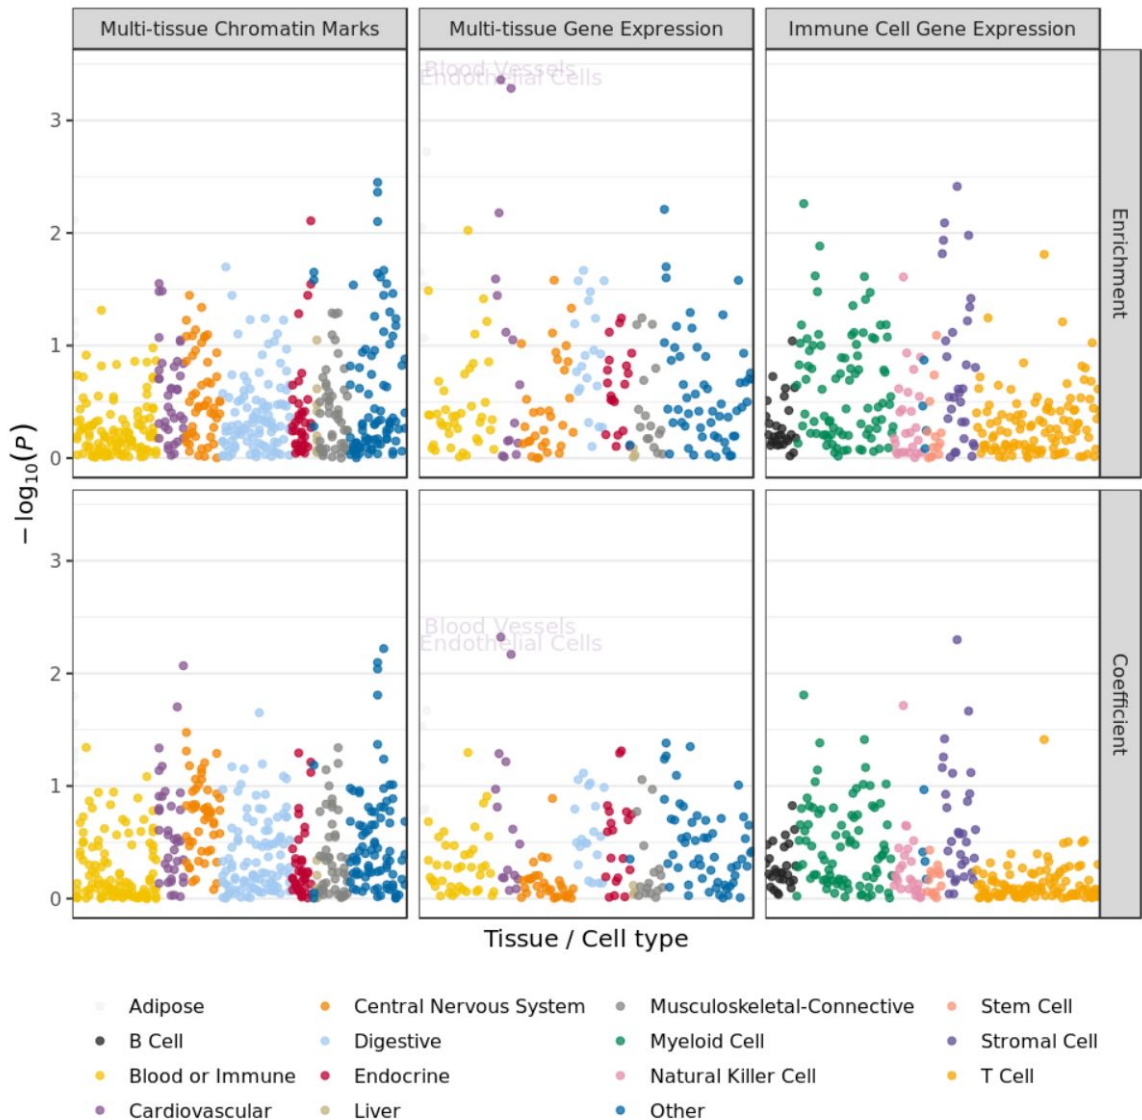 Multi-tissue Chromatin Marks
Multi-tissue Gene Expression
Immune Cell Gene Expression
Blood Vessels
Endothelial Cells
3
2
1
0
Enrichment
− log10(P)
Blood Vessels
Endothelial Cells
3
2
1
0
Coefficient
Tissue / Cell type
Adipose
Central Nervous System
Musculoskeletal-Connective
Stem Cell
B Cell
Digestive
Myeloid Cell
Stromal Cell
Blood or Immune
Endocrine
Natural Killer Cell
T Cell
Cardiovascular
Liver
Other